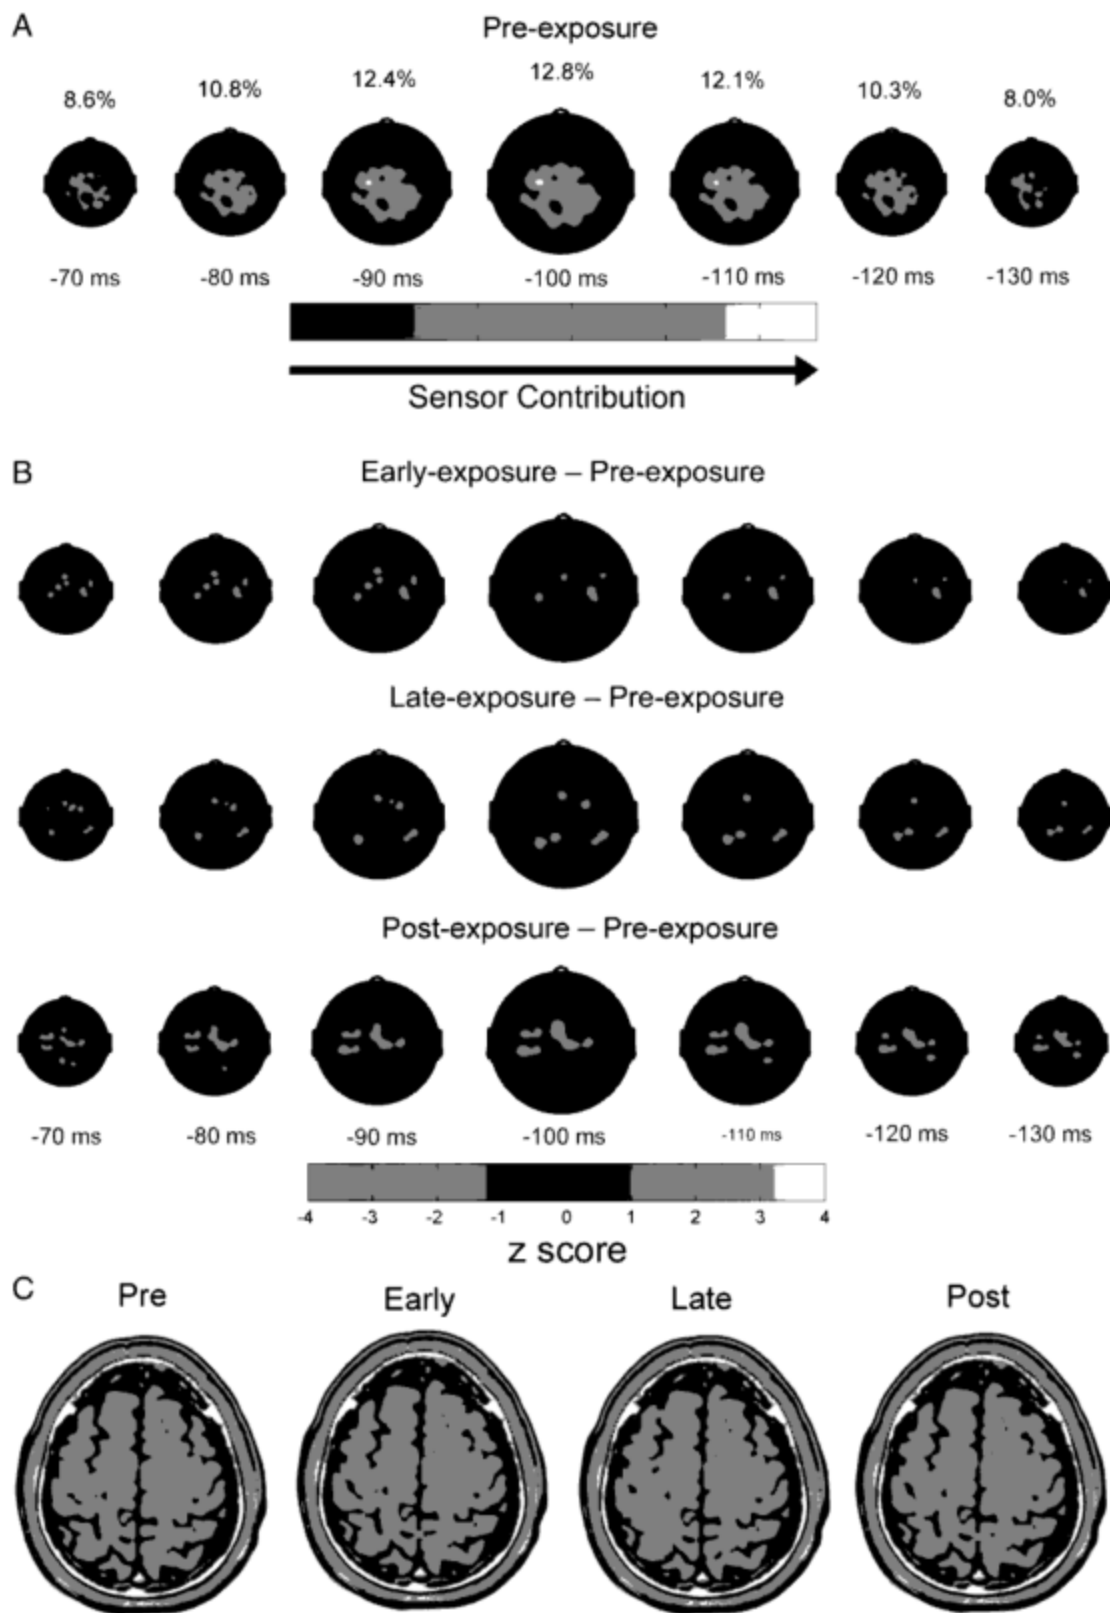 A
Pre-exposure
8.6% 10.8% 12.4% 12.8% 12.1% 10.3% 8.0%
-70 ms -80 ms -90 ms -100 ms -110 ms -120 ms -130 ms
Sensor Contribution
B
Early-exposure – Pre-exposure
Late-exposure – Pre-exposure
Post-exposure – Pre-exposure
-70 ms -80 ms -90 ms -100 ms -110 ms -120 ms -130 ms
-4 -3 -2 -1 0 1 2 3 4
z score
C
Pre Early Late Post